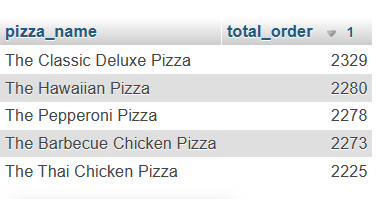 pizza_name total_order 1
The Classic Deluxe Pizza 2329
The Hawaiian Pizza 2280
The Pepperoni Pizza 2278
The Barbecue Chicken Pizza 2273
The Thai Chicken Pizza 2225